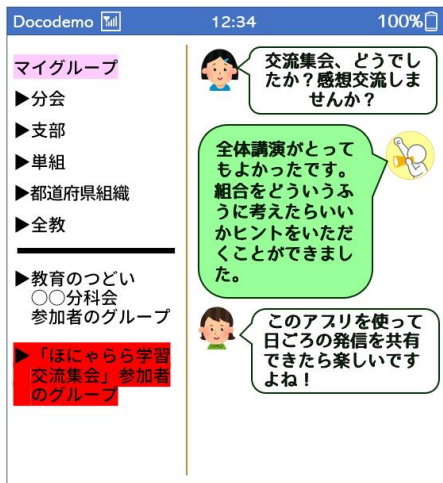 Docodemo
12:34
100%
マイグループ
▶分会
▶支部
▶単組
▶都道府県組織
▶全教
▶教育のつどい
〇〇分科会
参加者のグループ
▶「ほにゃらら学習
交流集会」参加者
のグループ
交流集会、どうでし
たか？感想交流しま
せんか？
全体講演がとって
もよかったです。
組合をどういうふ
うに考えたらいい
かヒントをいただ
くことができまし
た。
このアプリを使って
日ごろの発信を共有
できたら楽しいです
よね！